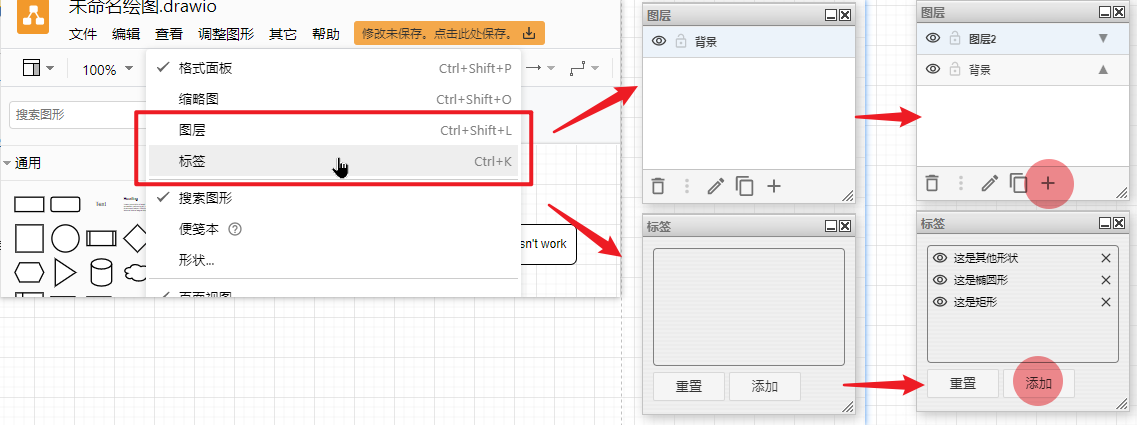 未命名绘图.drawio
文件 编辑 查看 调整图形 其它 帮助
修改未保存。点击此处保存。
100%
搜索图形
通用
Text
Heading
格式面板 Ctrl+Shift+P
缩略图 Ctrl+Shift+O
图层 Ctrl+Shift+L
标签 Ctrl+K
搜索图形
便笺本
形状...
页面视图
sn't work
图层
背景
标签
重置 添加
图层
图层2
背景
标签
这是其他形状
这是椭圆形
这是矩形
重置 添加